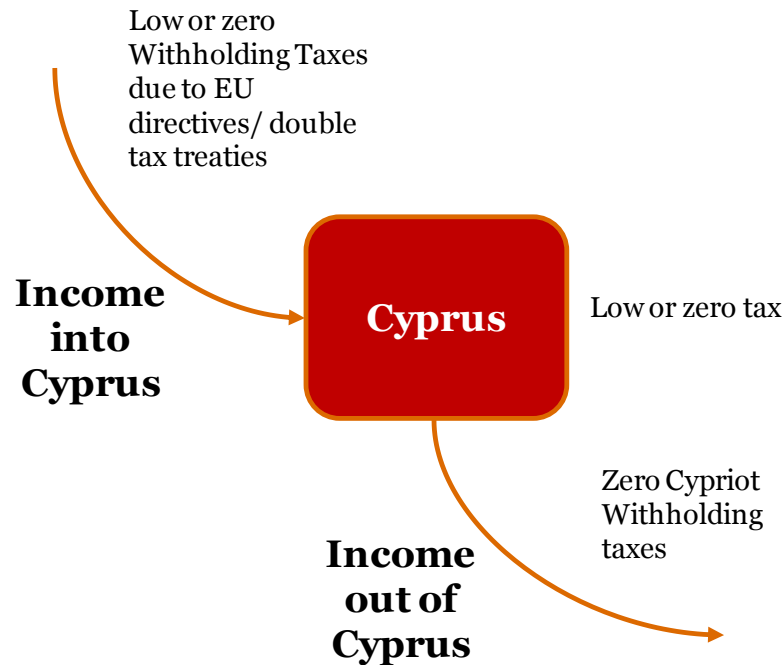 Low or zero
Withholding Taxes
due to EU
directives/ double
tax treaties
Income
into
Cyprus
Cyprus
Low or zero tax
Zero Cypriot
Withholding
taxes
Income
out of
Cyprus